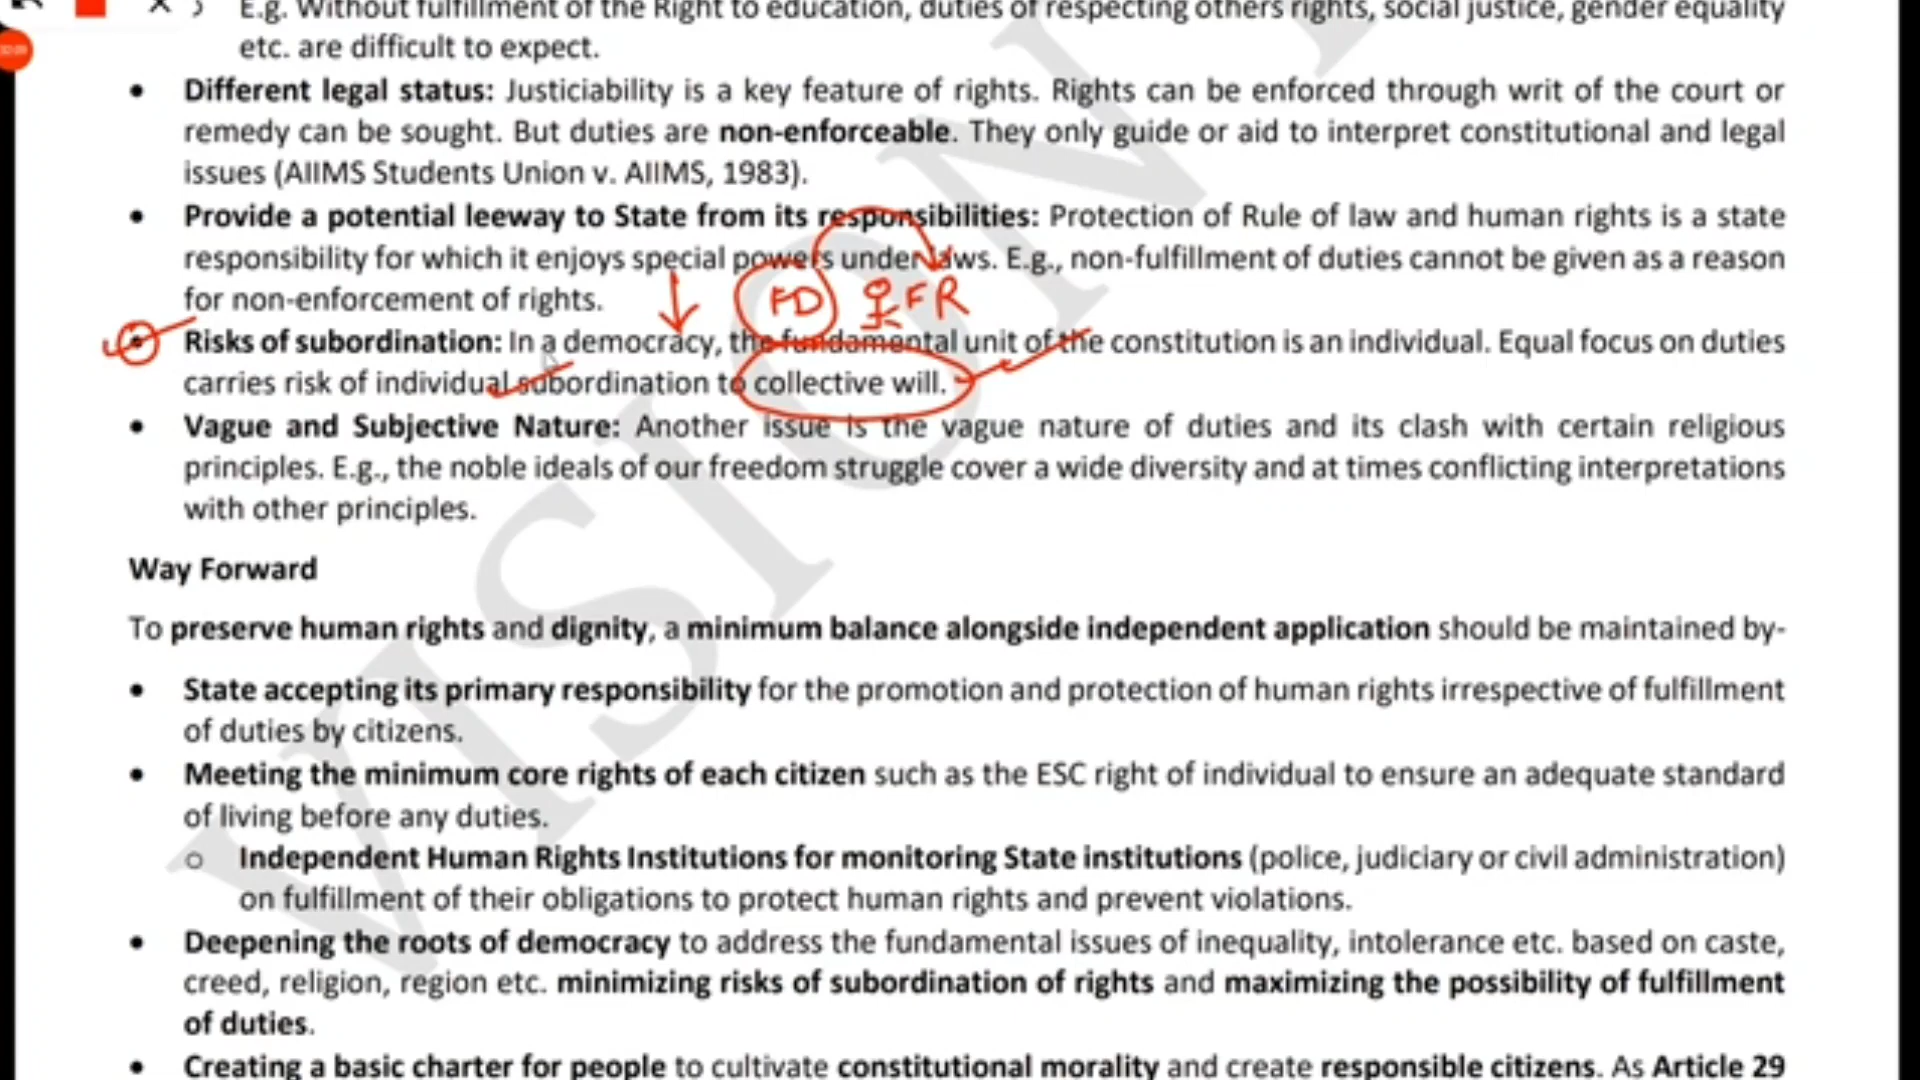 E.g. Without fulfillment of the Right to education, duties of respecting others rights, social justice, gender equality
etc. are difficult to expect.
• Different legal status: Justiciability is a key feature of rights. Rights can be enforced through writ of the court or
remedy can be sought. But duties are non-enforceable. They only guide or aid to interpret constitutional and legal
issues (AIIMS Students Union v. AIIMS, 1983).
• Provide a potential leeway to State from its responsibilities: Protection of Rule of law and human rights is a state
responsibility for which it enjoys special powers under laws. E.g., non-fulfillment of duties cannot be given as a reason
for non-enforcement of rights.
FD FR
• Risks of subordination: In a democracy, the fundamental unit of the constitution is an individual. Equal focus on duties
carries risk of individual subordination to collective will.
• Vague and Subjective Nature: Another issue is the vague nature of duties and its clash with certain religious
principles. E.g., the noble ideals of our freedom struggle cover a wide diversity and at times conflicting interpretations
with other principles.
Way Forward
To preserve human rights and dignity, a minimum balance alongside independent application should be maintained by-
• State accepting its primary responsibility for the promotion and protection of human rights irrespective of fulfillment
of duties by citizens.
• Meeting the minimum core rights of each citizen such as the ESC right of individual to ensure an adequate standard
of living before any duties.
o Independent Human Rights Institutions for monitoring State institutions (police, judiciary or civil administration)
on fulfillment of their obligations to protect human rights and prevent violations.
• Deepening the roots of democracy to address the fundamental issues of inequality, intolerance etc. based on caste,
creed, religion, region etc. minimizing risks of subordination of rights and maximizing the possibility of fulfillment
of duties.
• Creating a basic charter for people to cultivate constitutional morality and create responsible citizens. As Article 29
VISION